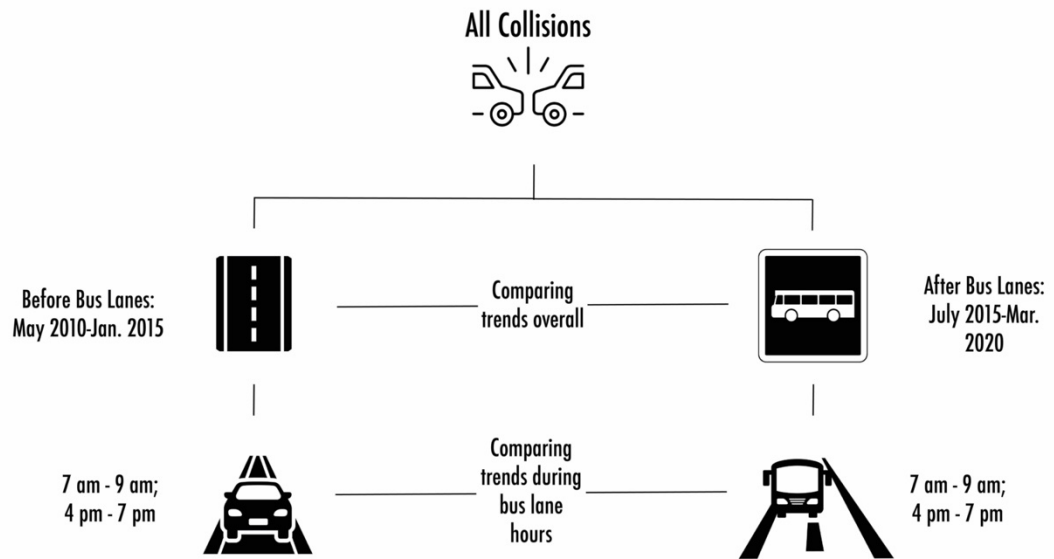 All Collisions
Before Bus Lanes:
May 2010-Jan. 2015
Comparing
trends overall
After Bus Lanes:
July 2015-Mar.
2020
7 am - 9 am;
4 pm - 7 pm
Comparing
trends during
bus lane
hours
7 am - 9 am;
4 pm - 7 pm